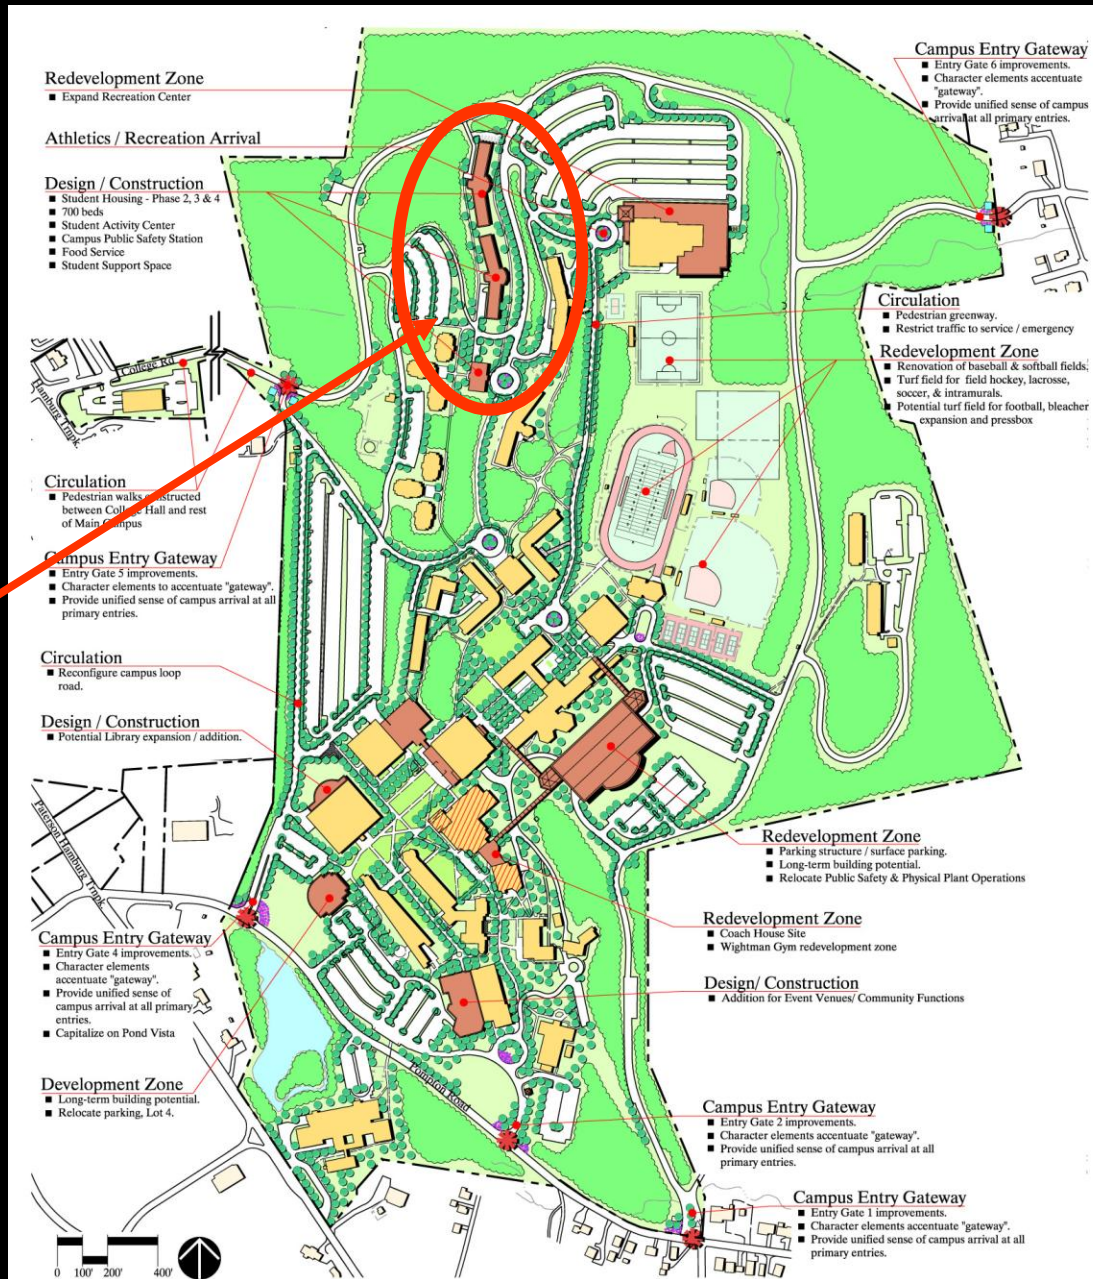 Redevelopment Zone
■ Expand Recreation Center
Athletics / Recreation Arrival
Design / Construction
■ Student Housing - Phase 2, 3 & 4
■ 700 beds
■ Student Activity Center
■ Campus Public Safety Station
■ Food Service
■ Student Support Space
College Rd
Hamburg Trnpk.
Circulation
■ Pedestrian walks constructed
between College Hall and rest
of Main Campus
Campus Entry Gateway
■ Entry Gate 5 improvements.
■ Character elements to accentuate "gateway".
■ Provide unified sense of campus arrival at all
primary entries.
Circulation
■ Reconfigure campus loop
road.
Design / Construction
■ Potential Library expansion / addition.
Paterson Hamburg Trnpk
Campus Entry Gateway
■ Entry Gate 4 improvements.
■ Character elements
accentuate "gateway".
■ Provide unified sense of
campus arrival at all primary
entries.
■ Capitalize on Pond Vista
Development Zone
■ Long-term building potential.
■ Relocate parking, Lot 4.
Pompton Road
0 100' 200' 400'
Campus Entry Gateway
■ Entry Gate 6 improvements.
■ Character elements accentuate
"gateway".
■ Provide unified sense of campus
arrival at all primary entries.
Circulation
■ Pedestrian greenway.
■ Restrict traffic to service / emergency
Redevelopment Zone
■ Renovation of baseball & softball fields.
■ Turf field for field hockey, lacrosse,
soccer, & intramurals.
■ Potential turf field for football, bleacher
expansion and pressbox
Redevelopment Zone
■ Parking structure / surface parking.
■ Long-term building potential.
■ Relocate Public Safety & Physical Plant Operations
Redevelopment Zone
■ Coach House Site
■ Wightman Gym redevelopment zone
Design/ Construction
■ Addition for Event Venues/ Community Functions
Campus Entry Gateway
■ Entry Gate 2 improvements.
■ Character elements accentuate "gateway".
■ Provide unified sense of campus arrival at all
primary entries.
Campus Entry Gateway
■ Entry Gate 1 improvements.
■ Character elements accentuate "gateway".
■ Provide unified sense of campus arrival at all
primary entries.